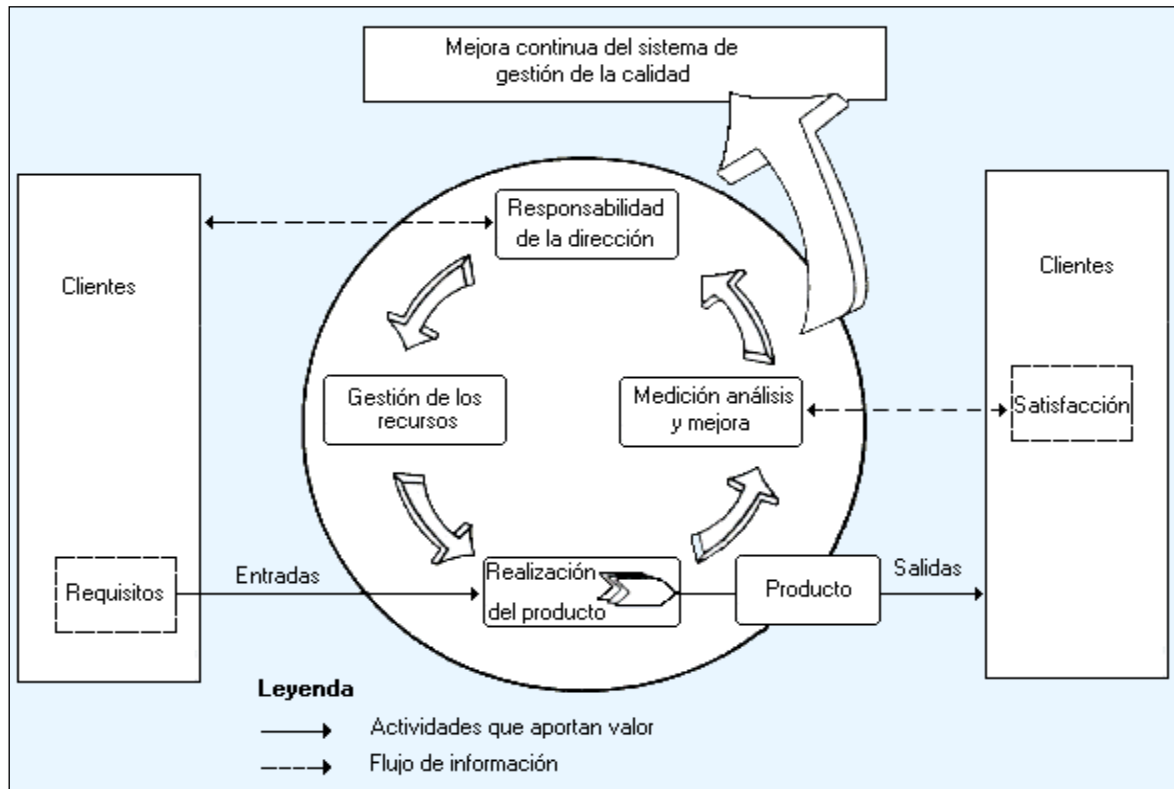 Mejora continua del sistema de
gestión de la calidad
Responsabilidad
de la dirección
Clientes
Clientes
Gestión de los
recursos
Medición análisis
y mejora
Satisfacción
Requisitos
Entradas
Realización
del producto
Producto
Salidas
Leyenda
Actividades que aportan valor
Flujo de información